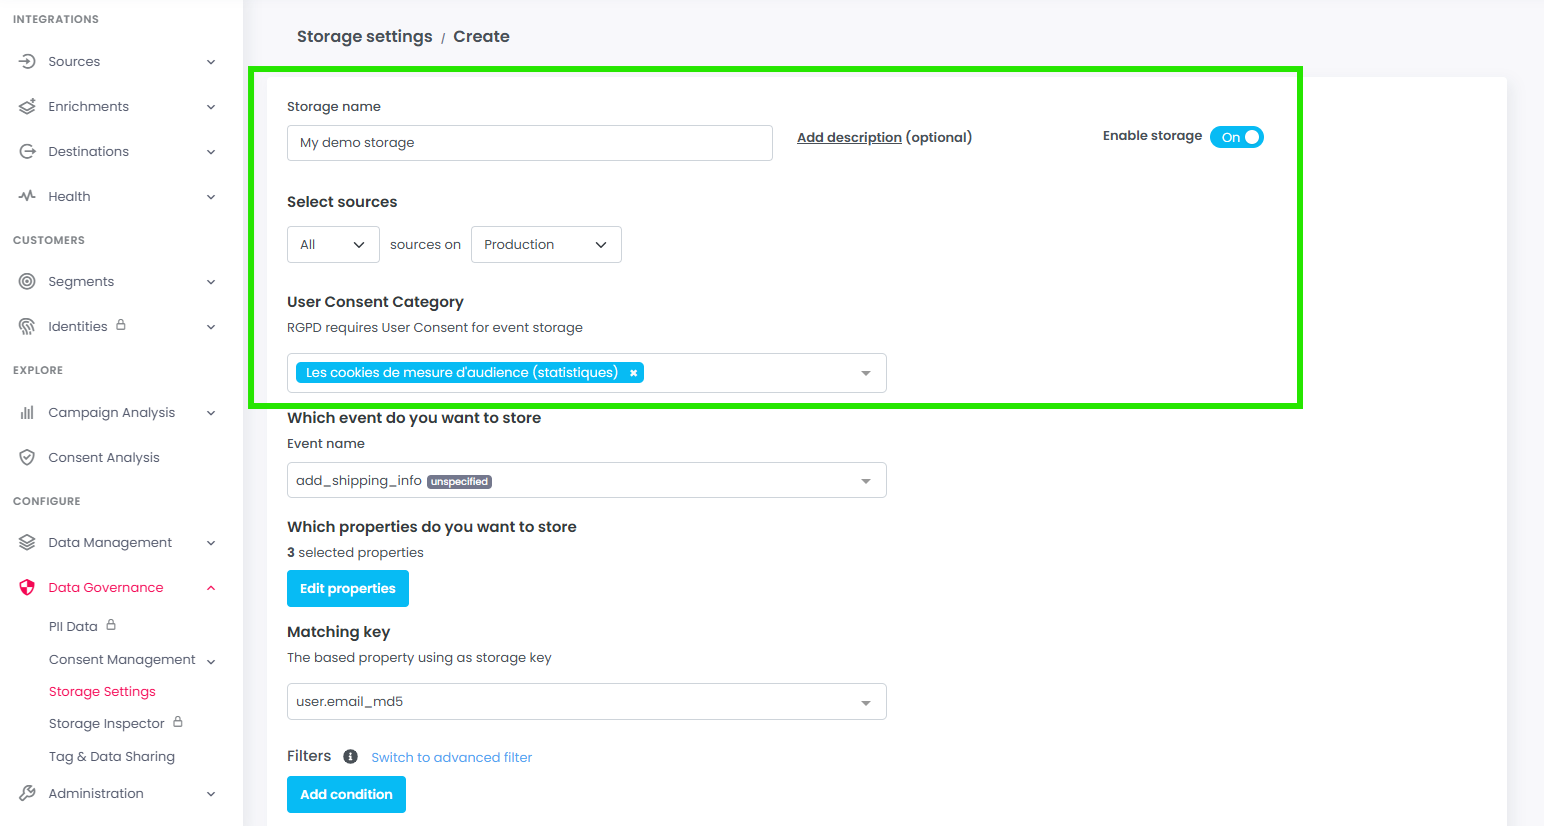 INTEGRATIONS
Sources
Enrichments
Destinations
Health
CUSTOMERS
Segments
Identities
EXPLORE
Campaign Analysis
Consent Analysis
CONFIGURE
Data Management
Data Governance
PII Data
Consent Management
Storage Settings
Storage Inspector
Tag & Data Sharing
Administration
Storage settings / Create
Storage name
My demo storage
Add description (optional)
Enable storage On
Select sources
All sources on Production
User Consent Category
RGPD requires User Consent for event storage
Les cookies de mesure d'audience (statistiques) ×
Which event do you want to store
Event name
add_shipping_info unspecified
Which properties do you want to store
3 selected properties
Edit properties
Matching key
The based property using as storage key
user.email_md5
Filters i Switch to advanced filter
Add condition